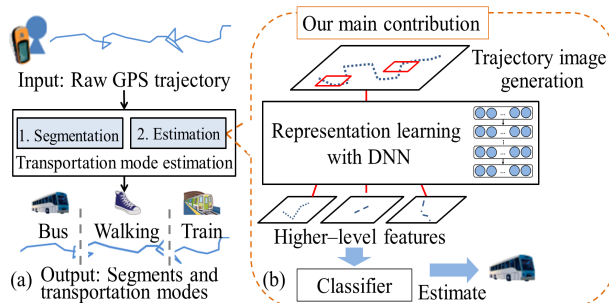 Input: Raw GPS trajectory
1. Segmentation
2. Estimation
Transportation mode estimation
Bus
Walking
Train
(a)
Output: Segments and
transportation modes
Our main contribution
Trajectory image
generation
Representation learning
with DNN
Higher–level features
(b)
Classifier
Estimate